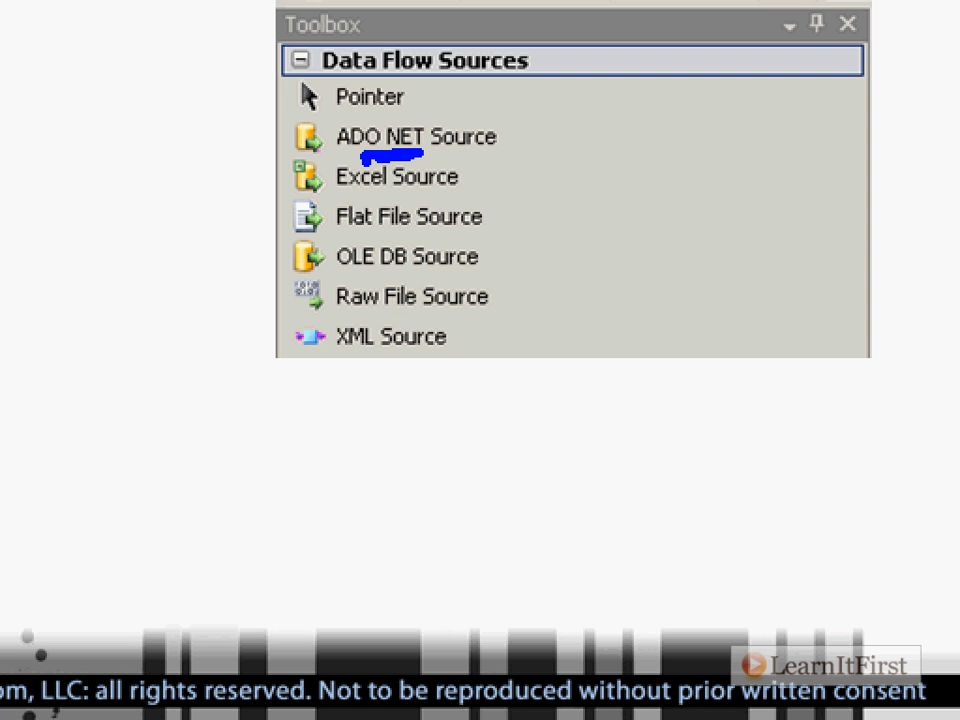 Toolbox
Data Flow Sources
Pointer
ADO NET Source
Excel Source
Flat File Source
OLE DB Source
Raw File Source
XML Source
LearnItFirst
om, LLC: all rights reserved. Not to be reproduced without prior written consent